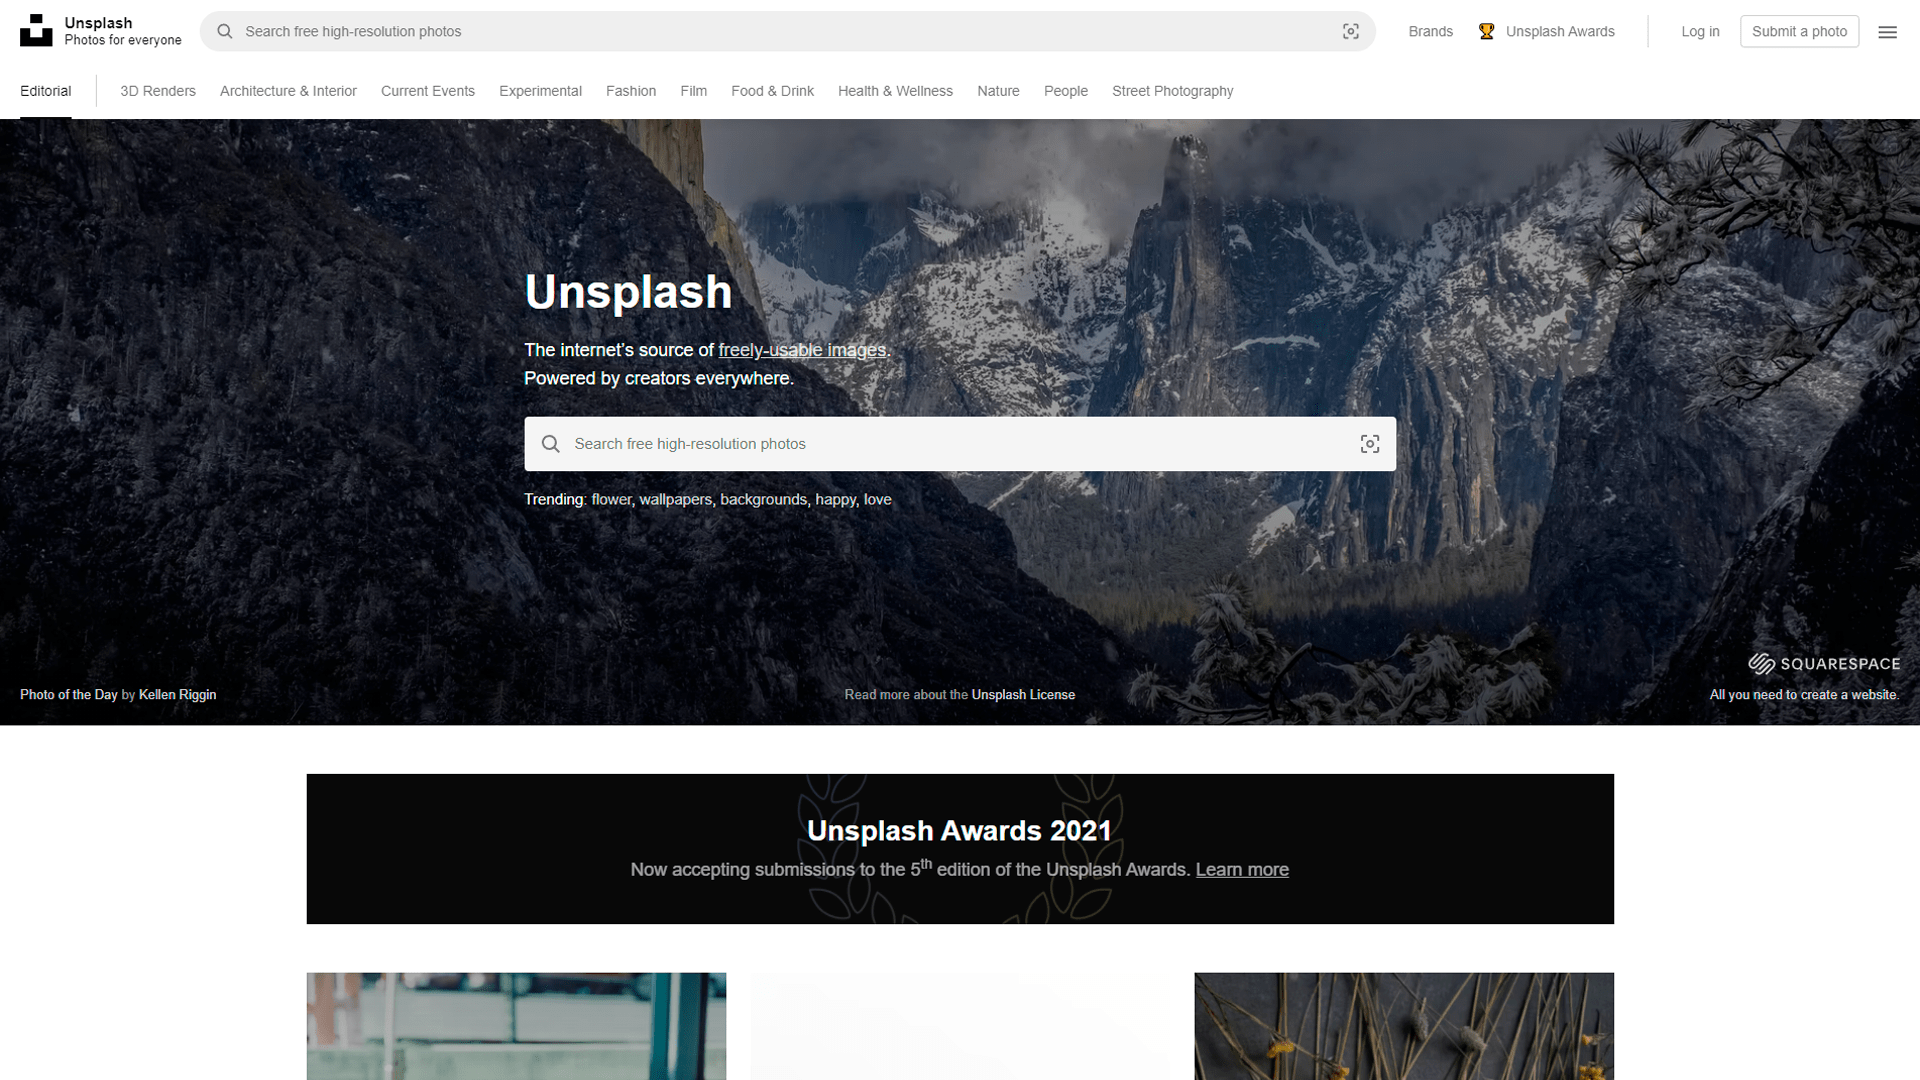 Unsplash
Photos for everyone
Search free high-resolution photos
Brands
Unsplash Awards
Log in
Submit a photo
Editorial
3D Renders
Architecture & Interior
Current Events
Experimental
Fashion
Film
Food & Drink
Health & Wellness
Nature
People
Street Photography
Unsplash
The internet’s source of freely-usable images.
Powered by creators everywhere.
Search free high-resolution photos
Trending: flower, wallpapers, backgrounds, happy, love
SQUARESPACE
Photo of the Day by Kellen Riggin
Read more about the Unsplash License
All you need to create a website.
Unsplash Awards 2021
Now accepting submissions to the 5th edition of the Unsplash Awards. Learn more